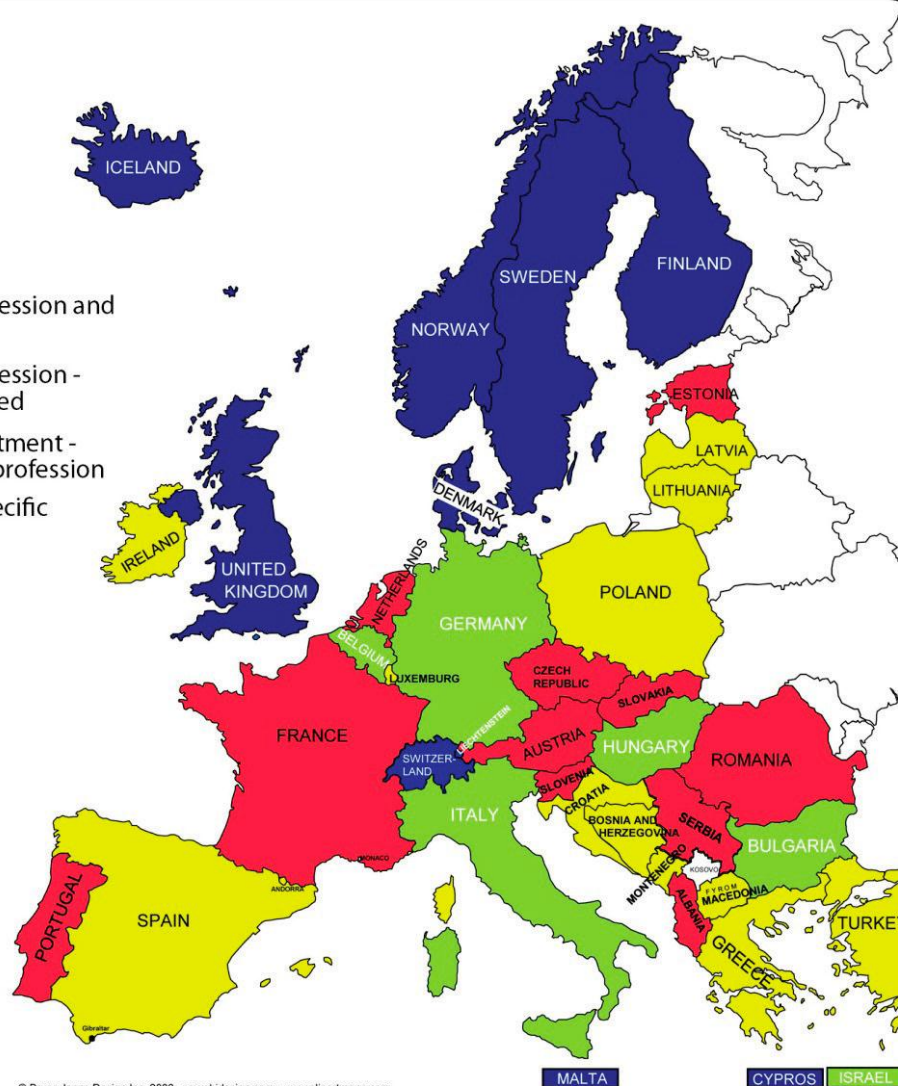 ICELAND
SWEDEN
FINLAND
NORWAY
ession and
ession -
ed
tment -
profession
ecific
ESTONIA
LATVIA
LITHUANIA
DENMARK
IRELAND
UNITED
KINGDOM
NETHERLANDS
BELGIUM
GERMANY
POLAND
LUXEMBURG
CZECH
REPUBLIC
SLOVAKIA
FRANCE
LIECHTENSTEIN
SWITZER-
LAND
AUSTRIA
HUNGARY
ROMANIA
SLOVENIA
CROATIA
ITALY
BOSNIA AND
HERZEGOVINA
SERBIA
BULGARIA
MONACO
ANDORRA
MONTENEGRO
KOSOVO
FYROM
MACEDONIA
ALBANIA
PORTUGAL
SPAIN
GREECE
TURKE
Gibraltar
MALTA
CYPROS
ISRAEL